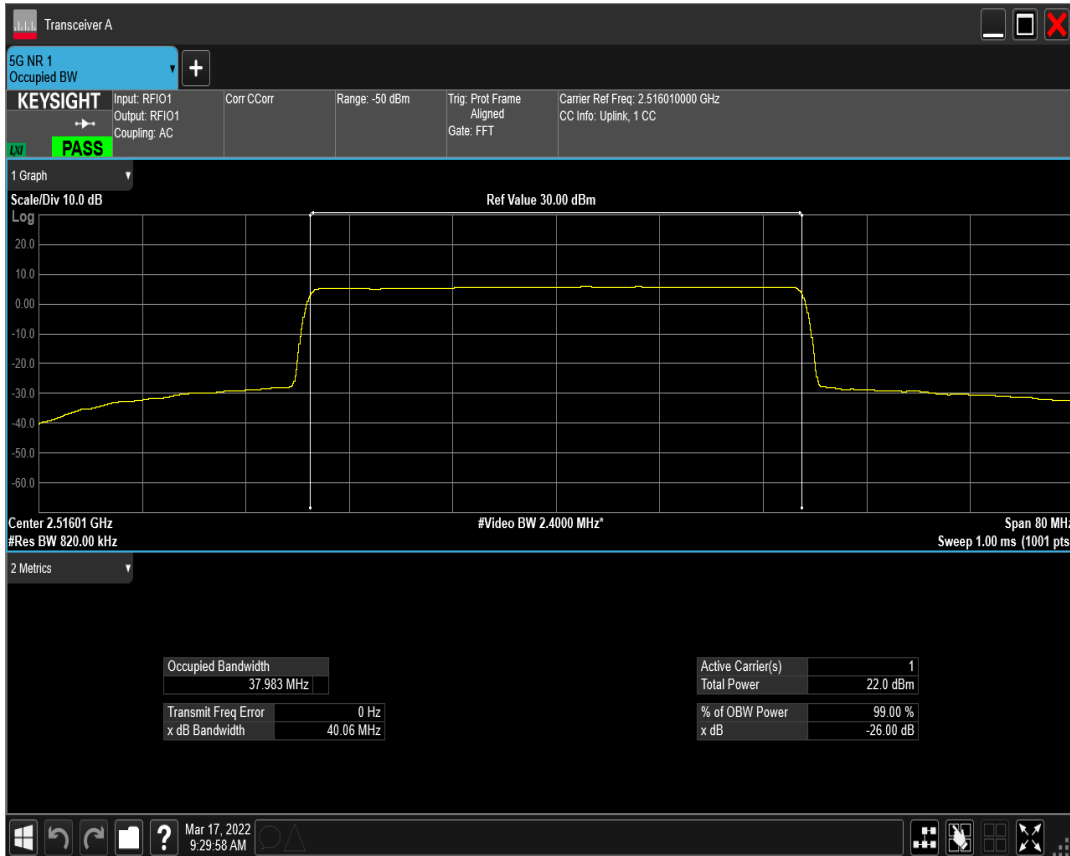 Transceiver A
5G NR 1
Occupied BW
KEYSIGHT
LXI
PASS
Input: RFIO1
Output: RFIO1
Coupling: AC
Corr CCorr
Range: -50 dBm
Trig: Prot Frame
Aligned
Gate: FFT
Carrier Ref Freq: 2.516010000 GHz
CC Info: Uplink, 1 CC
1 Graph
Scale/Div 10.0 dB
Ref Value 30.00 dBm
Log
20.0
10.0
0.00
-10.0
-20.0
-30.0
-40.0
-50.0
-60.0
Center 2.51601 GHz
#Video BW 2.4000 MHz*
Span 80 MHz
#Res BW 820.00 kHz
Sweep 1.00 ms (1001 pts
2 Metrics
Occupied Bandwidth
37.983 MHz
Transmit Freq Error 0 Hz
x dB Bandwidth 40.06 MHz
Active Carrier(s) 1
Total Power 22.0 dBm
% of OBW Power 99.00 %
x dB -26.00 dB
?
Mar 17, 2022
9:29:58 AM